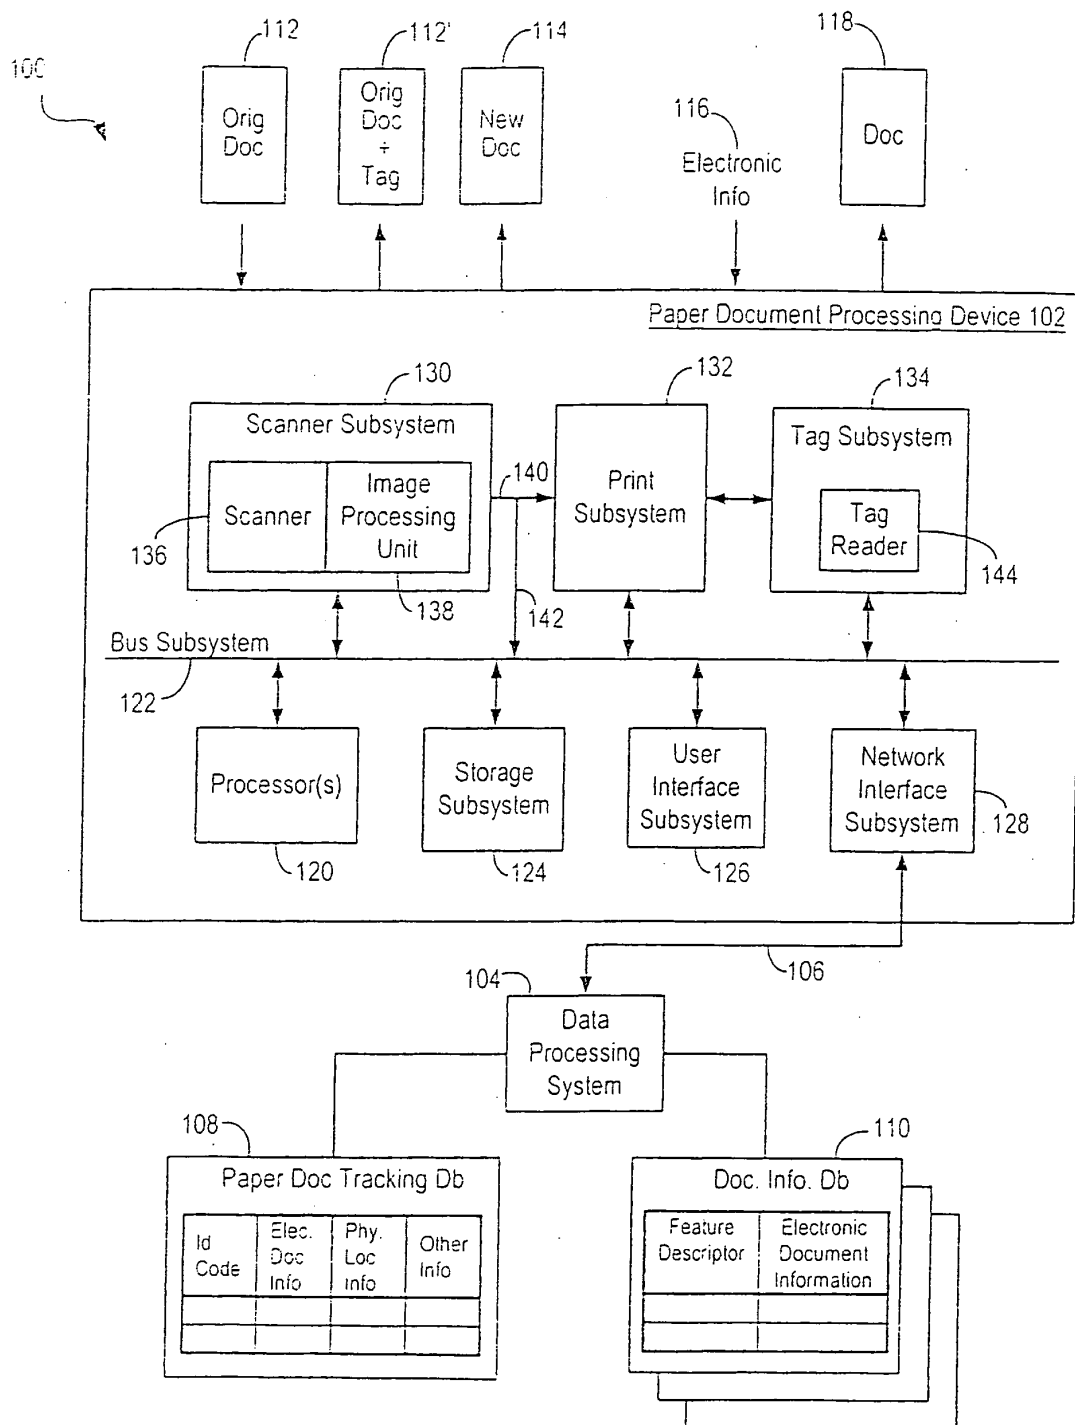 112
112'
114
118
100
116
Orig
Doc
Orig
Doc
+
Tag
New
Doc
Electronic
Info
Doc
Paper Document Processing Device 102
130
132
134
Scanner Subsystem
Scanner
Image
Processing
Unit
136
138
140
142
Print
Subsystem
Tag Subsystem
Tag
Reader
144
Bus Subsystem
122
Processor(s)
120
Storage
Subsystem
124
User
Interface
Subsystem
126
Network
Interface
Subsystem
128
106
104
Data
Processing
System
108
Paper Doc Tracking Db
Id
Code
Elec.
Doc
Info
Phy.
Loc
Info
Other
Info
110
Doc. Info. Db
Feature
Descriptor
Electronic
Document
Information